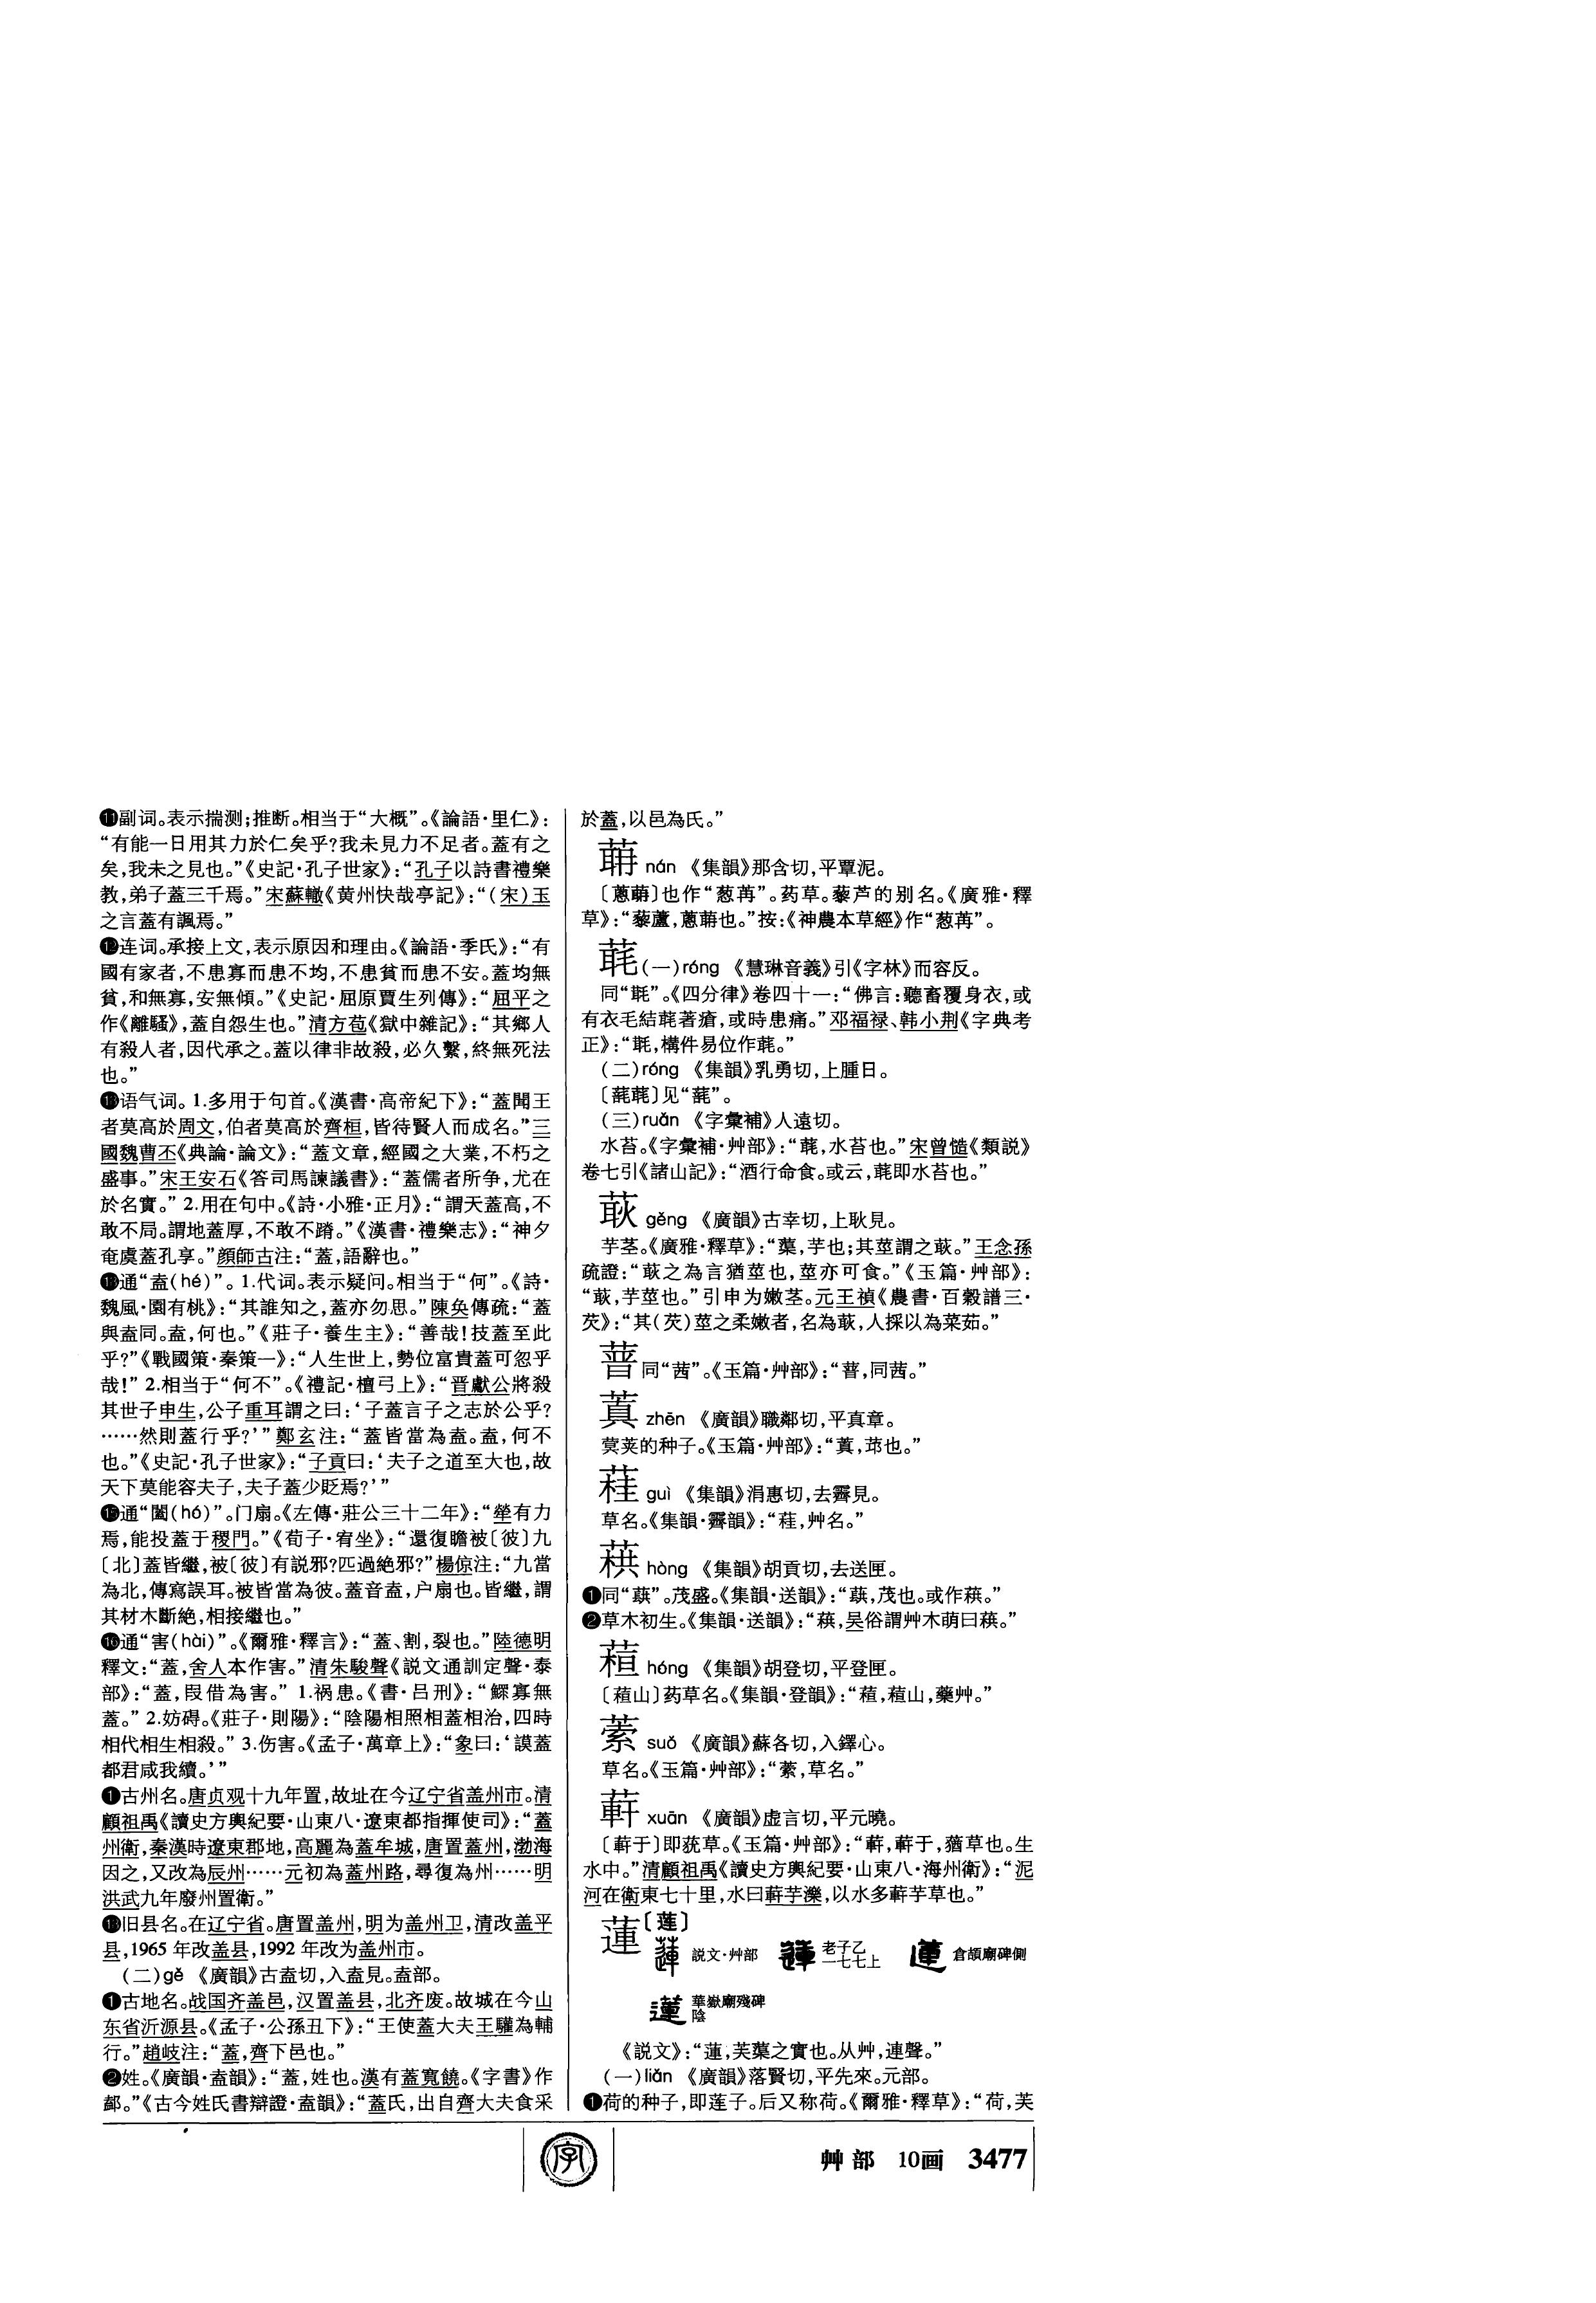 ⓫副词。表示揣测;推断。相当于“大概”。《論語·里仁》:
“有能一日用其力於仁矣乎?我未見力不足者。蓋有之
矣,我未之見也。”《史記·孔子世家》:“孔子以詩書禮樂
教,弟子蓋三千焉。”宋蘇轍《黄州快哉亭記》:“(宋)玉
之言蓋有諷焉。”
⓬连词。承接上文,表示原因和理由。《論語·季氏》:“有
國有家者,不患寡而患不均,不患貧而患不安。蓋均無
貧,和無寡,安無傾。”《史記·屈原賈生列傳》:“屈平之
作《離騷》,蓋自怨生也。”清方苞《獄中雜記》:“其鄉人
有殺人者,因代承之。蓋以律非故殺,必久繫,終無死法
也。”
⓭语气词。1.多用于句首。《漢書·高帝紀下》:“蓋聞王
者莫高於周文,伯者莫高於齊桓,皆待賢人而成名。”三
國魏曹丕《典論·論文》:“蓋文章,經國之大業,不朽之
盛事。”宋王安石《答司馬諫議書》:“蓋儒者所争,尤在
於名實。”2.用在句中。《詩·小雅·正月》:“謂天蓋高,不
敢不局。謂地蓋厚,不敢不蹐。”《漢書·禮樂志》:“神夕
奄虞蓋孔享。”顔師古注:“蓋,語辭也。”
⓮通“盍(hé)”。1.代词。表示疑问。相当于“何”。《詩·
魏風·園有桃》:“其誰知之,蓋亦勿思。”陳奂傳疏:“蓋
與盍同。盍,何也。”《莊子·養生主》:“善哉!技蓋至此
乎?”《戰國策·秦策一》:“人生世上,勢位富貴蓋可忽乎
哉!”2.相当于“何不”。《禮記·檀弓上》:“晋獻公將殺
其世子申生,公子重耳謂之曰:‘子蓋言子之志於公乎?
……然則蓋行乎?’”鄭玄注:“蓋皆當為盍。盍,何不
也。”《史記·孔子世家》:“子貢曰:‘夫子之道至大也,故
天下莫能容夫子,夫子蓋少貶焉?’”
⓯通“闔(hé)”。门扇。《左傳·莊公三十二年》:“犖有力
焉,能投蓋于稷門。”《荀子·宥坐》:“還復瞻被〔彼〕九
〔北〕蓋皆繼,被〔彼〕有説邪?匹過絶邪?”楊倞注:“九當
為北,傳寫誤耳。被皆當為彼。蓋音盍,户扇也。皆繼,謂
其材木斷絶,相接繼也。”
⓰通“害(hài)”。《爾雅·釋言》:“蓋、割,裂也。”陸德明
釋文:“蓋,舍人本作害。”清朱駿聲《説文通訓定聲·泰
部》:“蓋,叚借為害。”1.祸患。《書·吕刑》:“鰥寡無
蓋。”2.妨碍。《莊子·則陽》:“陰陽相照相蓋相治,四時
相代相生相殺。”3.伤害。《孟子·萬章上》:“象曰:‘謨蓋
都君咸我績。’”
⓱古州名。唐贞观十九年置,故址在今辽宁省盖州市。清
顧祖禹《讀史方輿紀要·山東八·遼東都指揮使司》:“蓋
州衛,秦漢時遼東郡地,高麗為蓋牟城,唐置蓋州,渤海
因之,又改為辰州……元初為蓋州路,尋復為州……明
洪武九年廢州置衛。”
⓲旧县名。在辽宁省。唐置盖州,明为盖州卫,清改盖平
县,1965年改盖县,1992年改为盖州市。
(二)gě 《廣韻》古盍切,入盍見。盍部。
❶古地名。战国齐盖邑,汉置盖县,北齐废。故城在今山
东省沂源县。《孟子·公孫丑下》:“王使蓋大夫王驩為輔
行。”趙岐注:“蓋,齊下邑也。”
❷姓。《廣韻·盍韻》:“蓋,姓也。漢有蓋寬饒。《字書》作
郝。”《古今姓氏書辯證·盍韻》:“蓋氏,出自齊大夫食采
於蓋,以邑為氏。”
萳 nán 《集韻》那含切,平覃泥。
〔蒽萳〕也作“葱苒”。药草。藜芦的别名。《廣雅·釋
草》:“藜蘆,蒽萳也。”按:《神農本草經》作“葱苒”。
(一)róng 《慧琳音義》引《字林》而容反。
同“毦”。《四分律》卷四十一:“佛言:聽畜覆身衣,或
有衣毛結著瘡,或時患痛。”邓福禄、韩小荆《字典考
正》:“構件易位作。”
(二)rǒng 《集韻》乳勇切,上腫日。
(三)ruǎn 《字彙補》人遠切。
水苔。《字彙補·艸部》:“水苔也。”宋曾慥《類説》
卷七引《諸山記》:“酒行命食。或云,即水苔也。”
菮 gěng 《廣韻》古幸切,上耿見。
芋茎。《廣雅·釋草》:“蕖,芋也;其莖謂之。”王念孫
疏證:“之為言猶莖也,莖亦可食。”《玉篇·艸部》:
“芋莖也。”引申为嫩茎。元王禎《農書·百穀譜三·
芡》:“其(芡)莖之柔嫩者,名為,人採以為菜茹。”
同“茜”。《玉篇·艸部》:“同茜。”
蒖 zhēn 《廣韻》職鄰切,平真章。
蓂荚的种子。《玉篇·艸部》:“蒖,芾也。”
guì 《集韻》涓惠切,去霽見。
草名。《集韻·霽韻》:“艸名。”
hòng 《集韻》胡貢切,去送匣。
❶同“蕻”。茂盛。《集韻·送韻》:“蕻,茂也。或作。”
❷草木初生。《集韻·送韻》:“吴俗謂艸木萌曰。”
hóng 《集韻》胡登切,平登匣。
〔山〕药草名。《集韻·登韻》:“山,藥艸。”
蔋 suǒ 《廣韻》蘇各切,入鐸心。
草名。《玉篇·艸部》:“草名。”
蓒 xuān 《廣韻》虚言切,平元曉。
〔蓒于〕即莸草。《玉篇·艸部》:“蓒,蓒于,蕕草也。生
水中。”清顧祖禹《讀史方輿紀要·山東八·海州衛》:“泥
河在衛東七十里,水曰蓒芋濼,以水多蓒芋草也。”
蓮〔莲〕
説文·艸部 老子乙一七七上 倉頡廟碑側
華嶽廟殘碑陰
《説文》:“蓮,芙蕖之實也。从艸,連聲。”
(一)lián 《廣韻》落賢切,平先來。元部。
❶荷的种子,即莲子。后又称荷。《爾雅·釋草》:“荷,芙
艸部 10画 3477